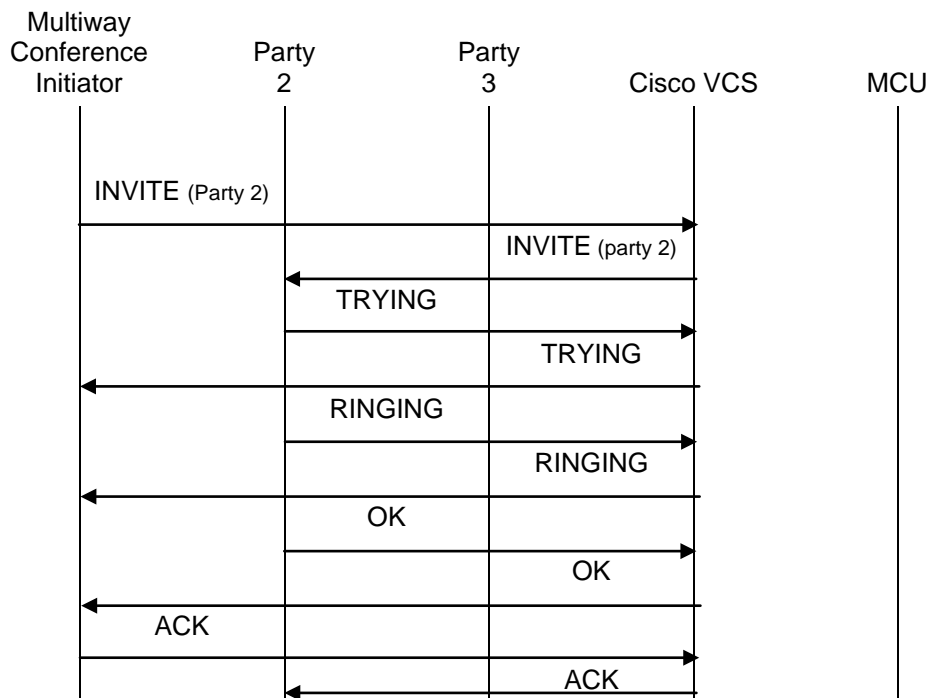 Multiway
Conference
Initiator
Party
2
Party
3
Cisco VCS
MCU
INVITE (Party 2)
INVITE (party 2)
TRYING
TRYING
RINGING
RINGING
OK
OK
ACK
ACK